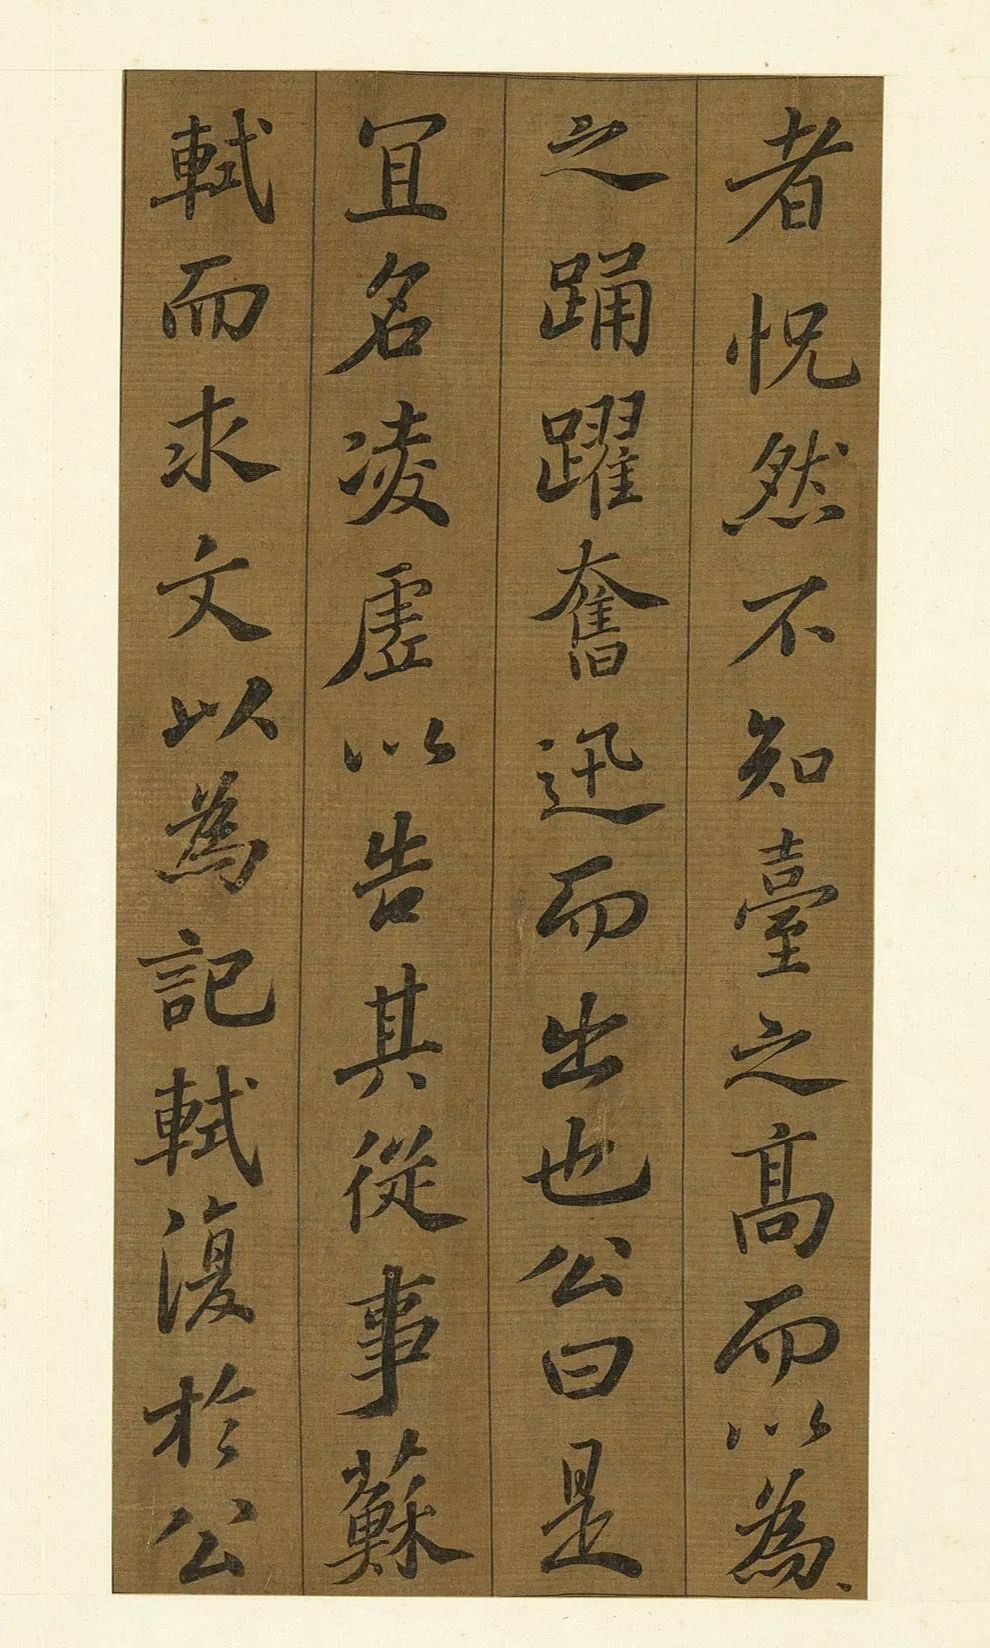 者怳然不知臺之高而以為
之踊躍奮迅而出也公曰是
宜名凌虛以告其從事蘇
軾而求文以為記軾復於公